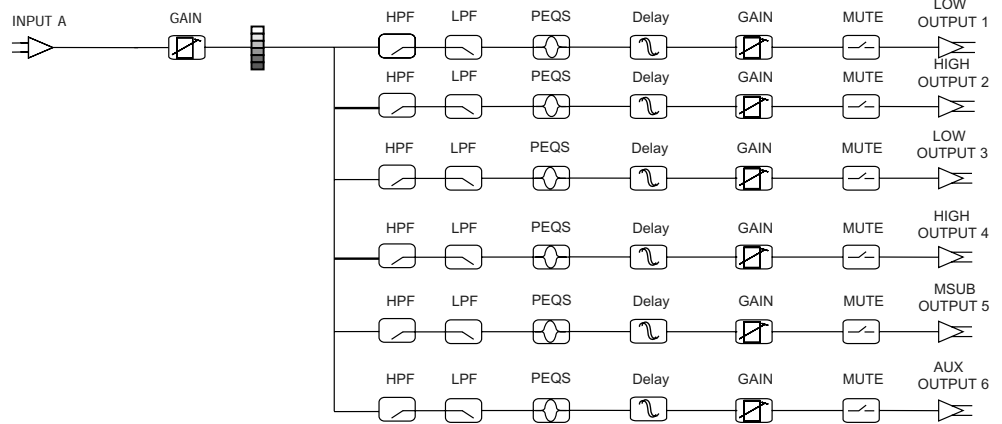 INPUT A GAIN HPF LPF PEQS Delay GAIN MUTE LOW
OUTPUT 1
HPF LPF PEQS Delay GAIN MUTE HIGH
OUTPUT 2
HPF LPF PEQS Delay GAIN MUTE LOW
OUTPUT 3
HPF LPF PEQS Delay GAIN MUTE HIGH
OUTPUT 4
HPF LPF PEQS Delay GAIN MUTE MSUB
OUTPUT 5
HPF LPF PEQS Delay GAIN MUTE AUX
OUTPUT 6